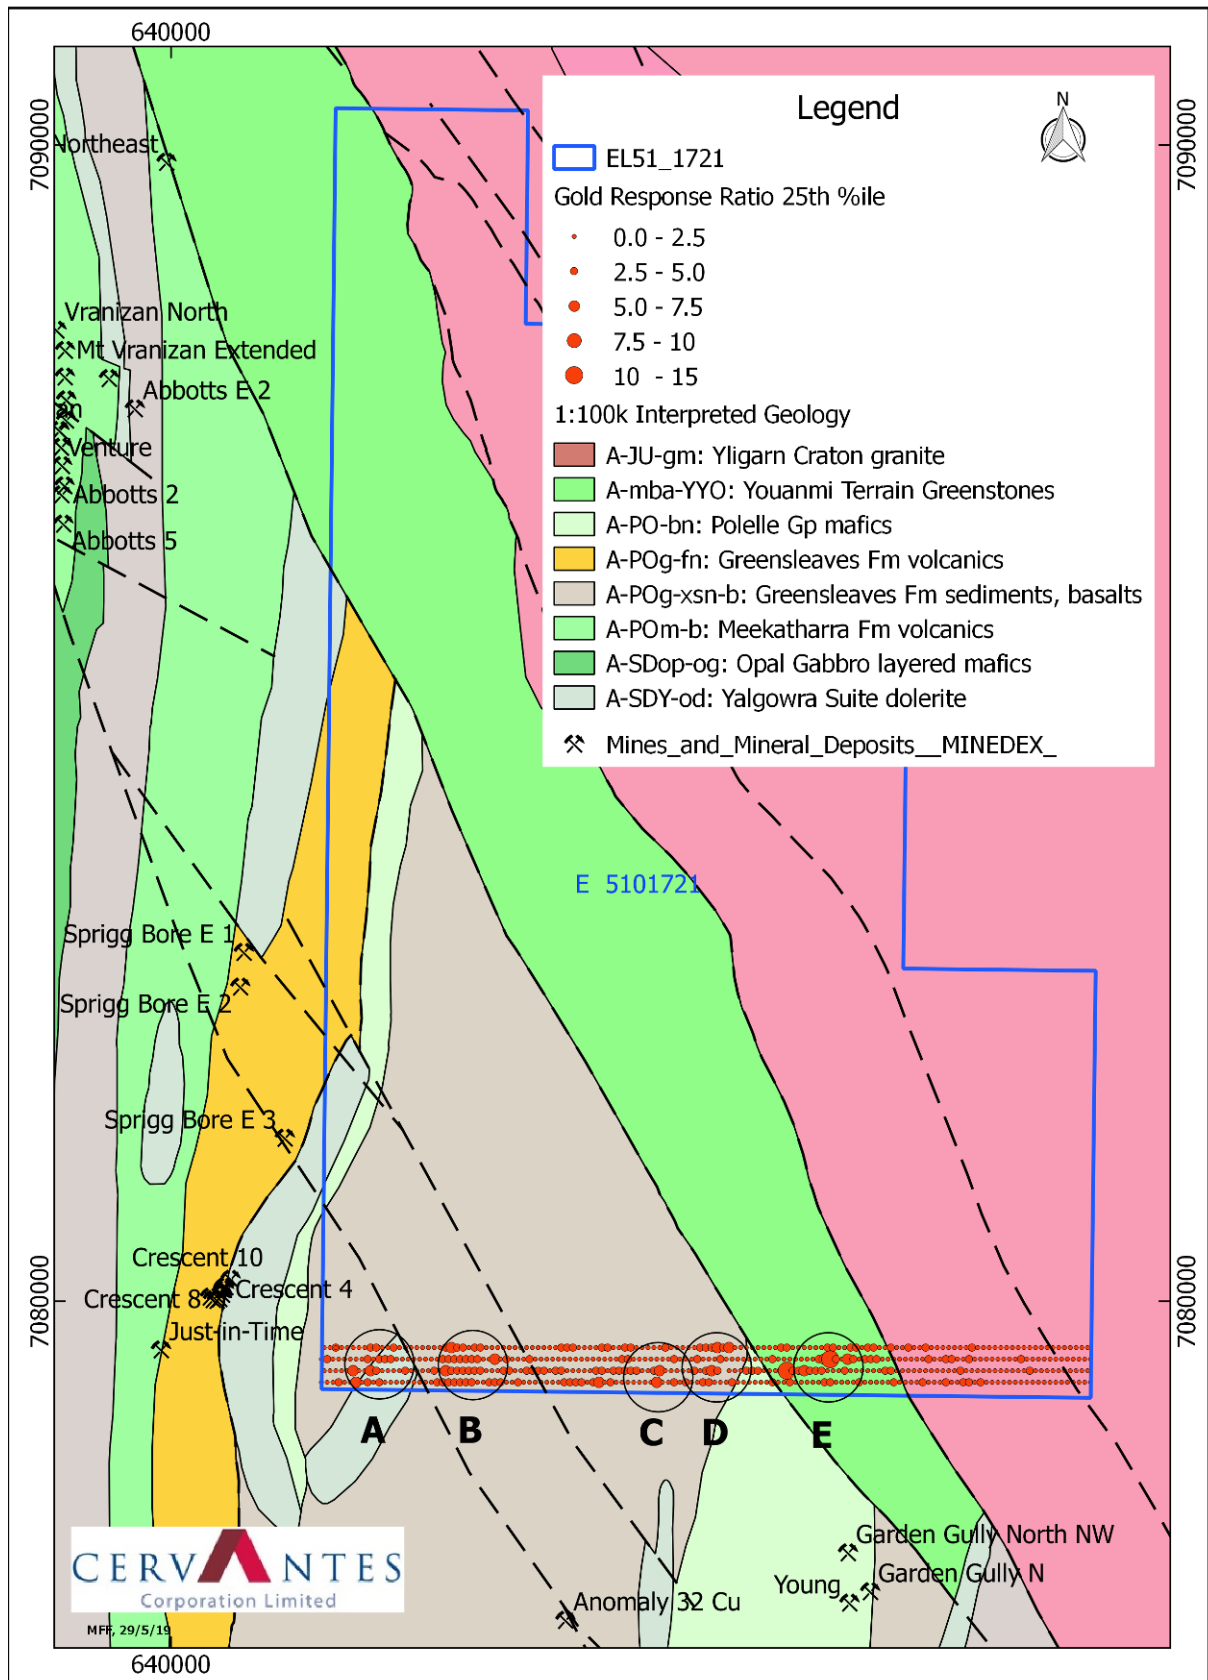 640000
7090000
7090000
Legend
N
EL51_1721
Gold Response Ratio 25th %ile
0.0 - 2.5
2.5 - 5.0
5.0 - 7.5
7.5 - 10
10 - 15
1:100k Interpreted Geology
A-JU-gm: Yligarn Craton granite
A-mba-YYO: Youanmi Terrain Greenstones
A-PO-bn: Polelle Gp mafics
A-POg-fn: Greensleaves Fm volcanics
A-POg-xsn-b: Greensleaves Fm sediments, basalts
A-POm-b: Meekatharra Fm volcanics
A-SDop-og: Opal Gabbro layered mafics
A-SDY-od: Yalgowra Suite dolerite
Mines_and_Mineral_Deposits__MINEDEX_
Northeast
Vranizan North
Mt Vranizan Extended
Abbotts E 2
an
Venture
Abbotts 2
Abbotts 5
E 5101721
Sprigg Bore E 1
Sprigg Bore E 2
Sprigg Bore E 3
Crescent 10
Crescent 4
Crescent 8
Just-in-Time
7080000
7080000
A
B
C
D
E
Garden Gully North NW
Garden Gully N
Young
Anomaly 32 Cu
CERVANTES
Corporation Limited
MFF, 29/5/19
640000